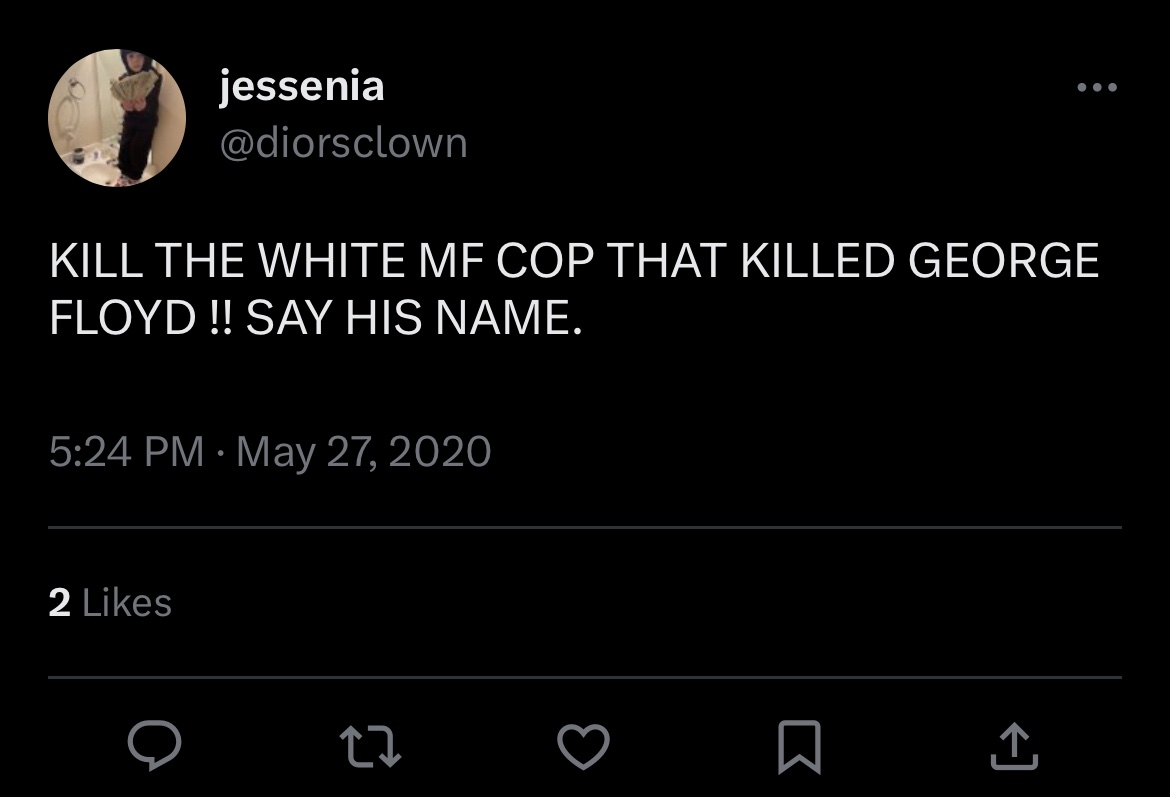 jessenia
@diorsclown
KILL THE WHITE MF COP THAT KILLED GEORGE
FLOYD !! SAY HIS NAME.
5:24 PM · May 27, 2020
2 Likes